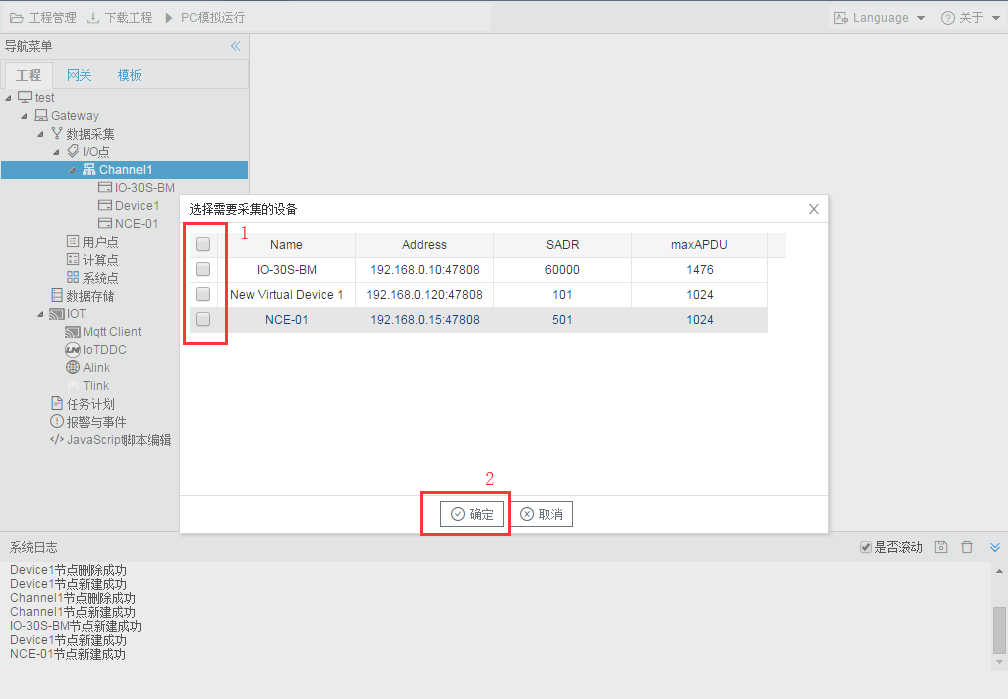 工程管理 下载工程 PC模拟运行 Language 关于
导航菜单
工程 网关 模板
test
Gateway
数据采集
I/O点
Channel1
IO-30S-BM
Device1
NCE-01
用户点
计算点
系统点
数据存储
IOT
Mqtt Client
IoTDDC
Alink
Tlink
任务计划
报警与事件
JavaScript脚本编辑
选择需要采集的设备
1
Name Address SADR maxAPDU
IO-30S-BM 192.168.0.10:47808 60000 1476
New Virtual Device 1 192.168.0.120:47808 101 1024
NCE-01 192.168.0.15:47808 501 1024
2
确定 取消
系统日志 是否滚动
Device1节点删除成功
Device1节点新建成功
Channel1节点删除成功
Channel1节点新建成功
IO-30S-BM节点新建成功
Device1节点新建成功
NCE-01节点新建成功